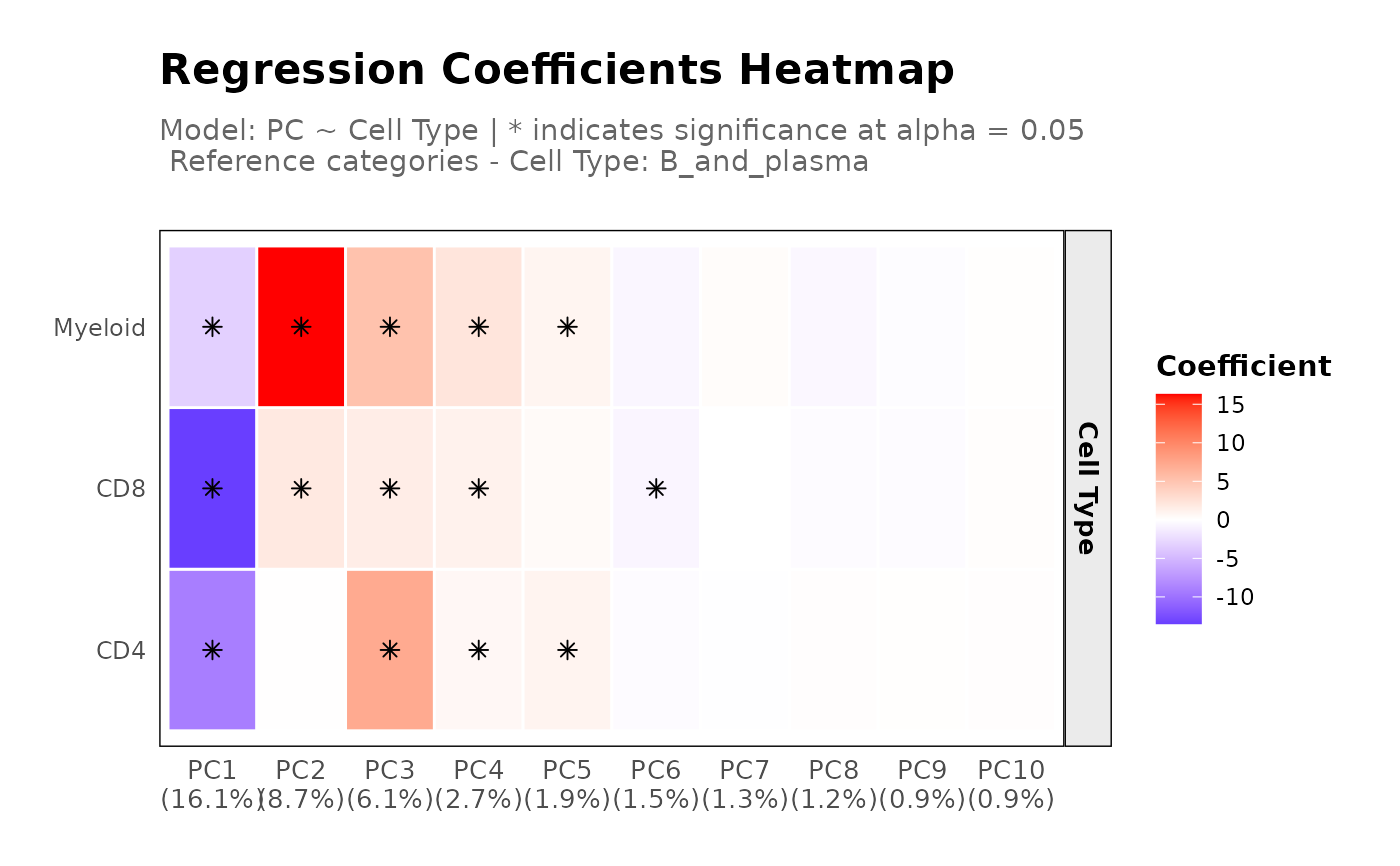 Regression Coefficients Heatmap
Model: PC ~ Cell Type | * indicates significance at alpha = 0.05
Reference categories - Cell Type: B_and_plasma
Myeloid
CD8
CD4
Cell Type
Coefficient
15
10
5
0
-5
-10
PC1 PC2 PC3 PC4 PC5 PC6 PC7 PC8 PC9 PC10
(16.1%) (8.7%) (6.1%) (2.7%) (1.9%) (1.5%) (1.3%) (1.2%) (0.9%) (0.9%)